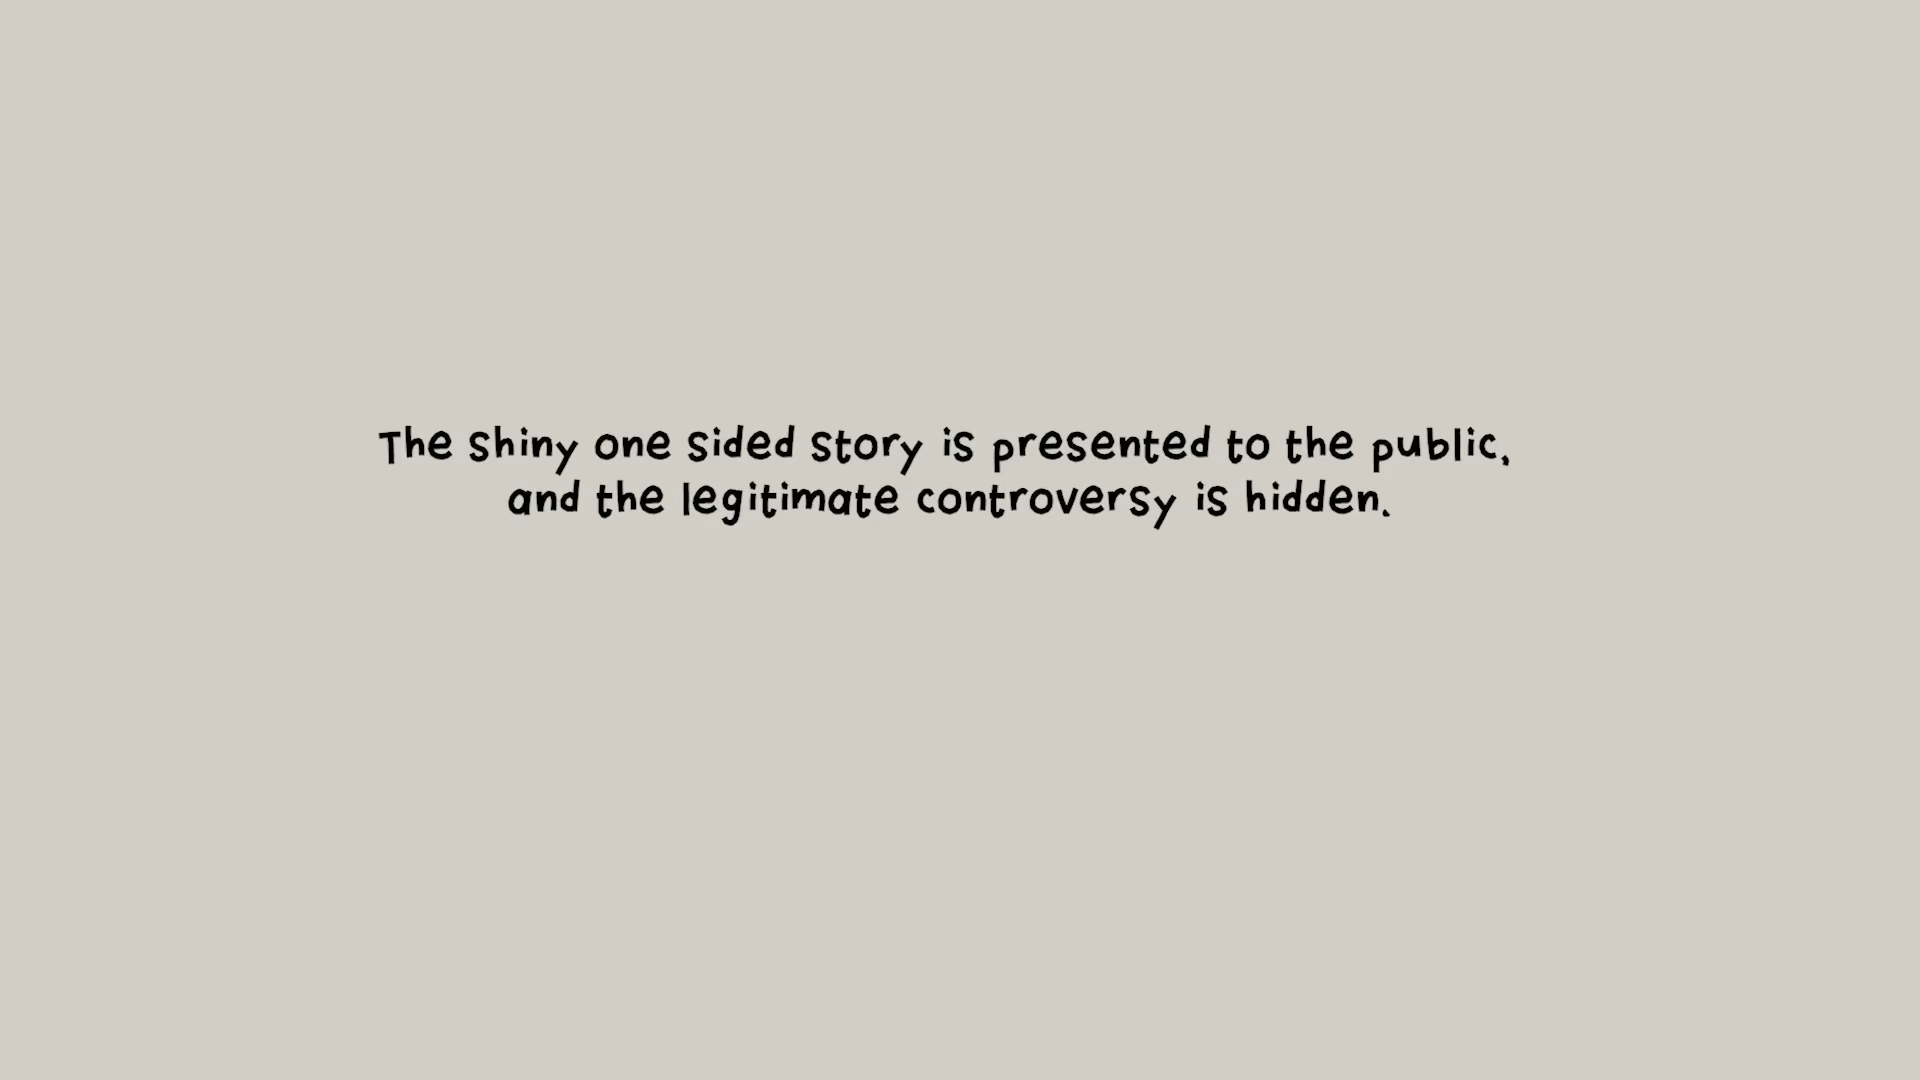 The shiny one sided story is presented to the public,
and the legitimate controversy is hidden.